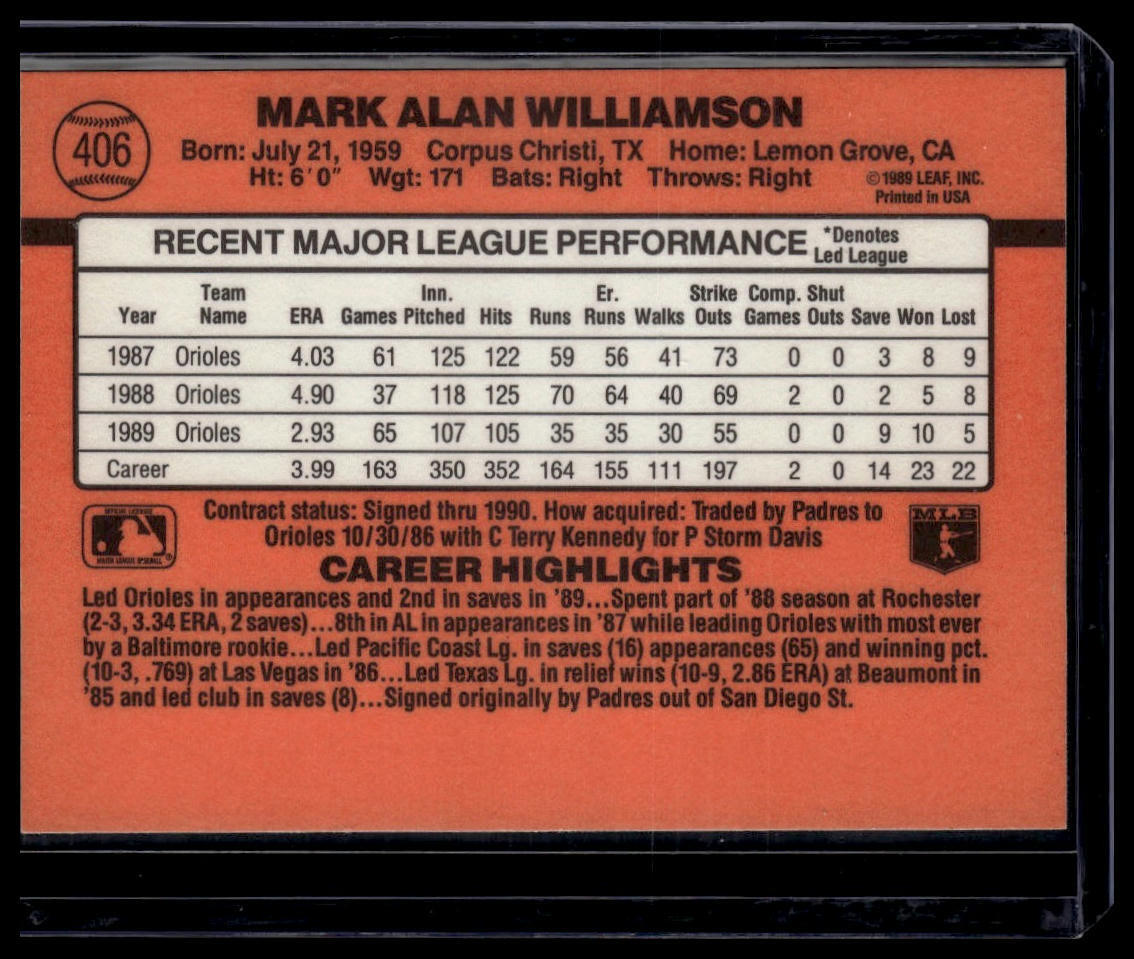 406
MARK ALAN WILLIAMSON
Born: July 21, 1959 Corpus Christi, TX Home: Lemon Grove, CA
Ht: 6'0" Wgt: 171 Bats: Right Throws: Right
©1989 LEAF, INC.
Printed in USA
RECENT MAJOR LEAGUE PERFORMANCE *Denotes Led League
Year Team Name ERA Games Inn. Pitched Hits Runs Er. Runs Walks Strike Outs Comp. Games Shut Outs Save Won Lost
1987 Orioles 4.03 61 125 122 59 56 41 73 0 0 3 8 9
1988 Orioles 4.90 37 118 125 70 64 40 69 2 0 2 5 8
1989 Orioles 2.93 65 107 105 35 35 30 55 0 0 9 10 5
Career 3.99 163 350 352 164 155 111 197 2 0 14 23 22
Contract status: Signed thru 1990. How acquired: Traded by Padres to
Orioles 10/30/86 with C Terry Kennedy for P Storm Davis
MLB
CAREER HIGHLIGHTS
Led Orioles in appearances and 2nd in saves in '89...Spent part of '88 season at Rochester
(2-3, 3.34 ERA, 2 saves)...8th in AL in appearances in '87 while leading Orioles with most ever
by a Baltimore rookie...Led Pacific Coast Lg. in saves (16) appearances (65) and winning pct.
(10-3, .769) at Las Vegas in '86...Led Texas Lg. in relief wins (10-9, 2.86 ERA) at Beaumont in
'85 and led club in saves (8)...Signed originally by Padres out of San Diego St.